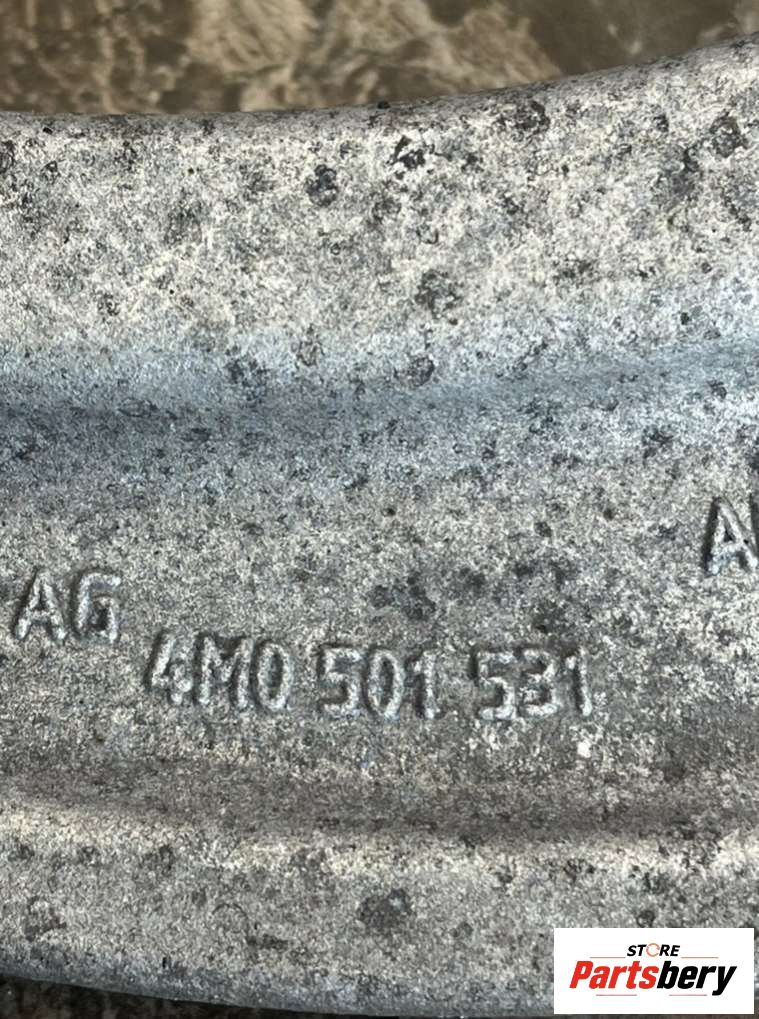 A
AG
4M0 501 531
STORE
Partsbery